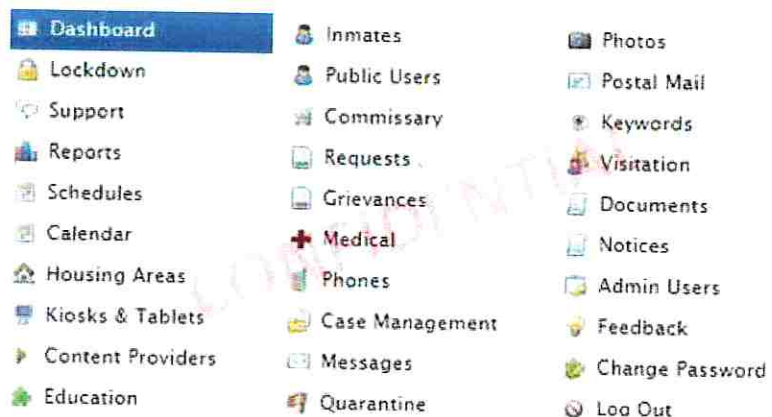 Dashboard
Lockdown
Support
Reports
Schedules
Calendar
Housing Areas
Kiosks & Tablets
Content Providers
Education
Inmates
Public Users
Commissary
Requests
Grievances
Medical
Phones
Case Management
Messages
Quarantine
Photos
Postal Mail
Keywords
Visitation
Documents
Notices
Admin Users
Feedback
Change Password
Log Out
CONFIDENTIAL